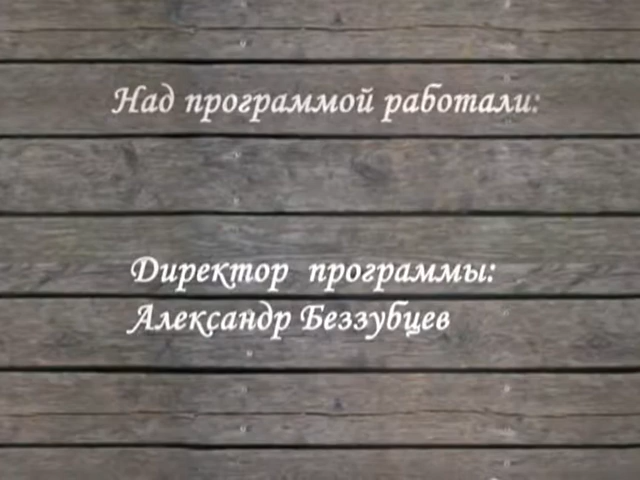 Над программой работали:
Директор программы:
Александр Беззубцев